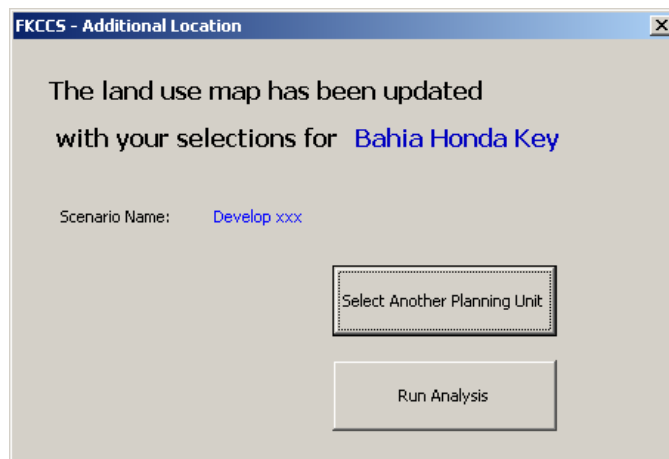 FKCCS - Additional Location
The land use map has been updated
with your selections for Bahia Honda Key
Scenario Name: Develop xxx
Select Another Planning Unit
Run Analysis